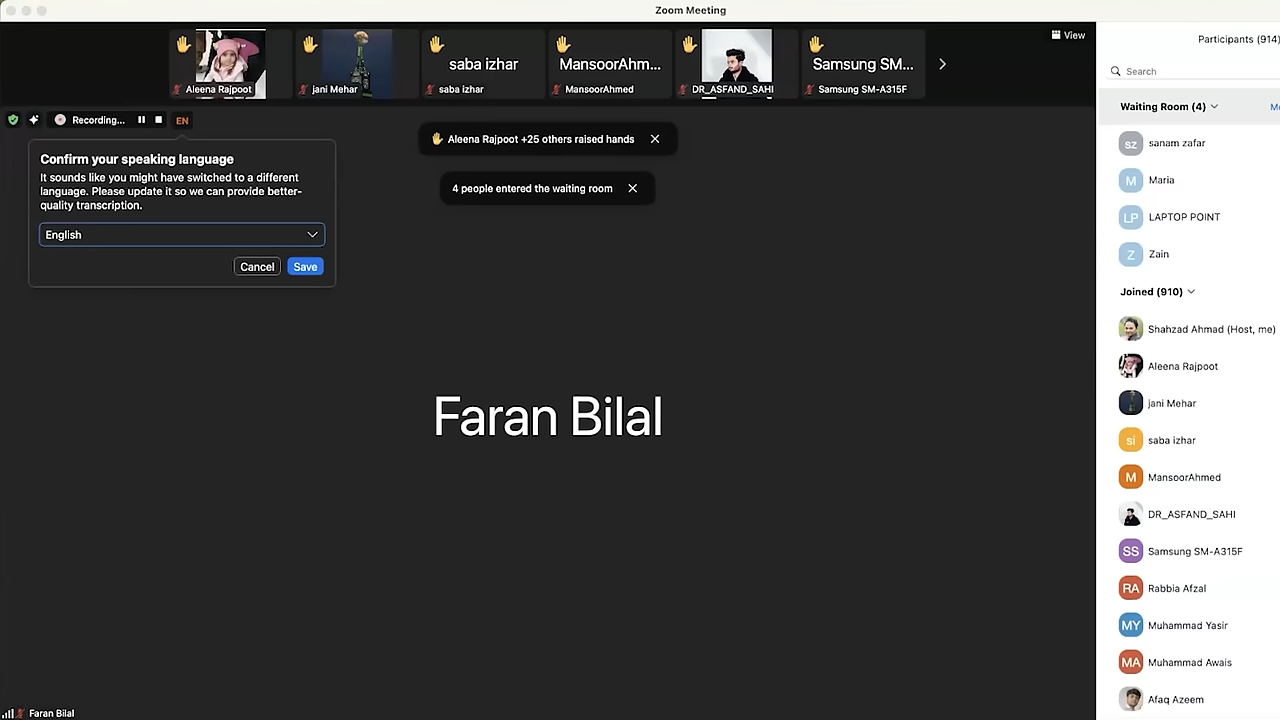 Zoom Meeting
View
saba izhar
MansoorAhm...
Samsung SM...
Aleena Rajpoot
jani Mehar
saba izhar
MansoorAhmed
DR_ASFAND_SAHI
Samsung SM-A315F
Recording...
EN
Aleena Rajpoot +25 others raised hands
4 people entered the waiting room
Confirm your speaking language
It sounds like you might have switched to a different
language. Please update it so we can provide better-
quality transcription.
English
Cancel
Save
Faran Bilal
Faran Bilal
Participants (914)
Search
Waiting Room (4)
SZ
sanam zafar
M
Maria
LP
LAPTOP POINT
Z
Zain
Joined (910)
Shahzad Ahmad (Host, me)
Aleena Rajpoot
jani Mehar
si
saba izhar
M
MansoorAhmed
DR_ASFAND_SAHI
SS
Samsung SM-A315F
RA
Rabbia Afzal
MY
Muhammad Yasir
MA
Muhammad Awais
Afaq Azeem